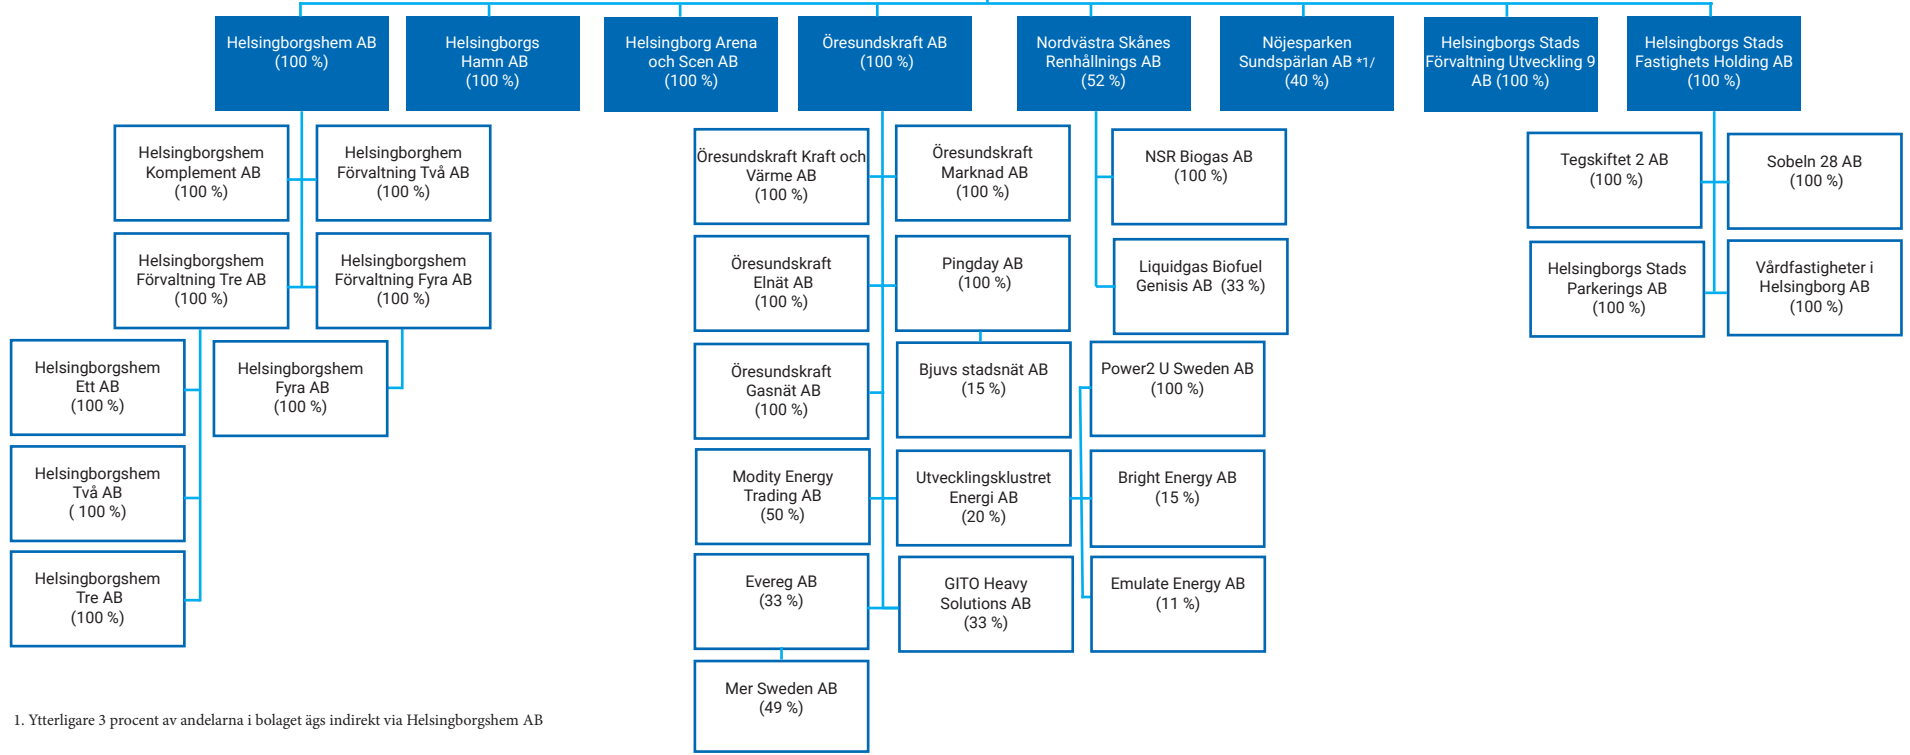 Helsingborgshem AB
(100 %)
Helsingborgs
Hamn AB
(100 %)
Helsingborg Arena
och Scen AB
(100 %)
Öresundskraft AB
(100 %)
Nordvästra Skånes
Renhållnings AB
(52 %)
Nöjesparken
Sundspärlan AB *1/
(40 %)
Helsingborgs Stads
Förvaltning Utveckling 9
AB (100 %)
Helsingborgs Stads
Fastighets Holding AB
(100 %)
Helsingborgshem
Komplement AB
(100 %)
Helsingborghem
Förvaltning Två AB
(100 %)
Helsingborgshem
Förvaltning Tre AB
(100 %)
Helsingborgshem
Förvaltning Fyra AB
(100 %)
Helsingborgshem
Ett AB
(100 %)
Helsingborgshem
Fyra AB
(100 %)
Helsingborgshem
Två AB
( 100 %)
Helsingborgshem
Tre AB
(100 %)
Öresundskraft Kraft och
Värme AB
(100 %)
Öresundskraft
Marknad AB
(100 %)
Öresundskraft
Elnät AB
(100 %)
Pingday AB
(100 %)
Öresundskraft
Gasnät AB
(100 %)
Bjuvs stadsnät AB
(15 %)
Power2 U Sweden AB
(100 %)
Modity Energy
Trading AB
(50 %)
Utvecklingsklustret
Energi AB
(20 %)
Bright Energy AB
(15 %)
Evereg AB
(33 %)
GITO Heavy
Solutions AB
(33 %)
Emulate Energy AB
(11 %)
Mer Sweden AB
(49 %)
NSR Biogas AB
(100 %)
Liquidgas Biofuel
Genisis AB  (33 %)
Tegskiftet 2 AB
(100 %)
Sobeln 28 AB
(100 %)
Helsingborgs Stads
Parkerings AB
(100 %)
Vårdfastigheter i
Helsingborg AB
(100 %)
1. Ytterligare 3 procent av andelarna i bolaget ägs indirekt via Helsingborgshem AB